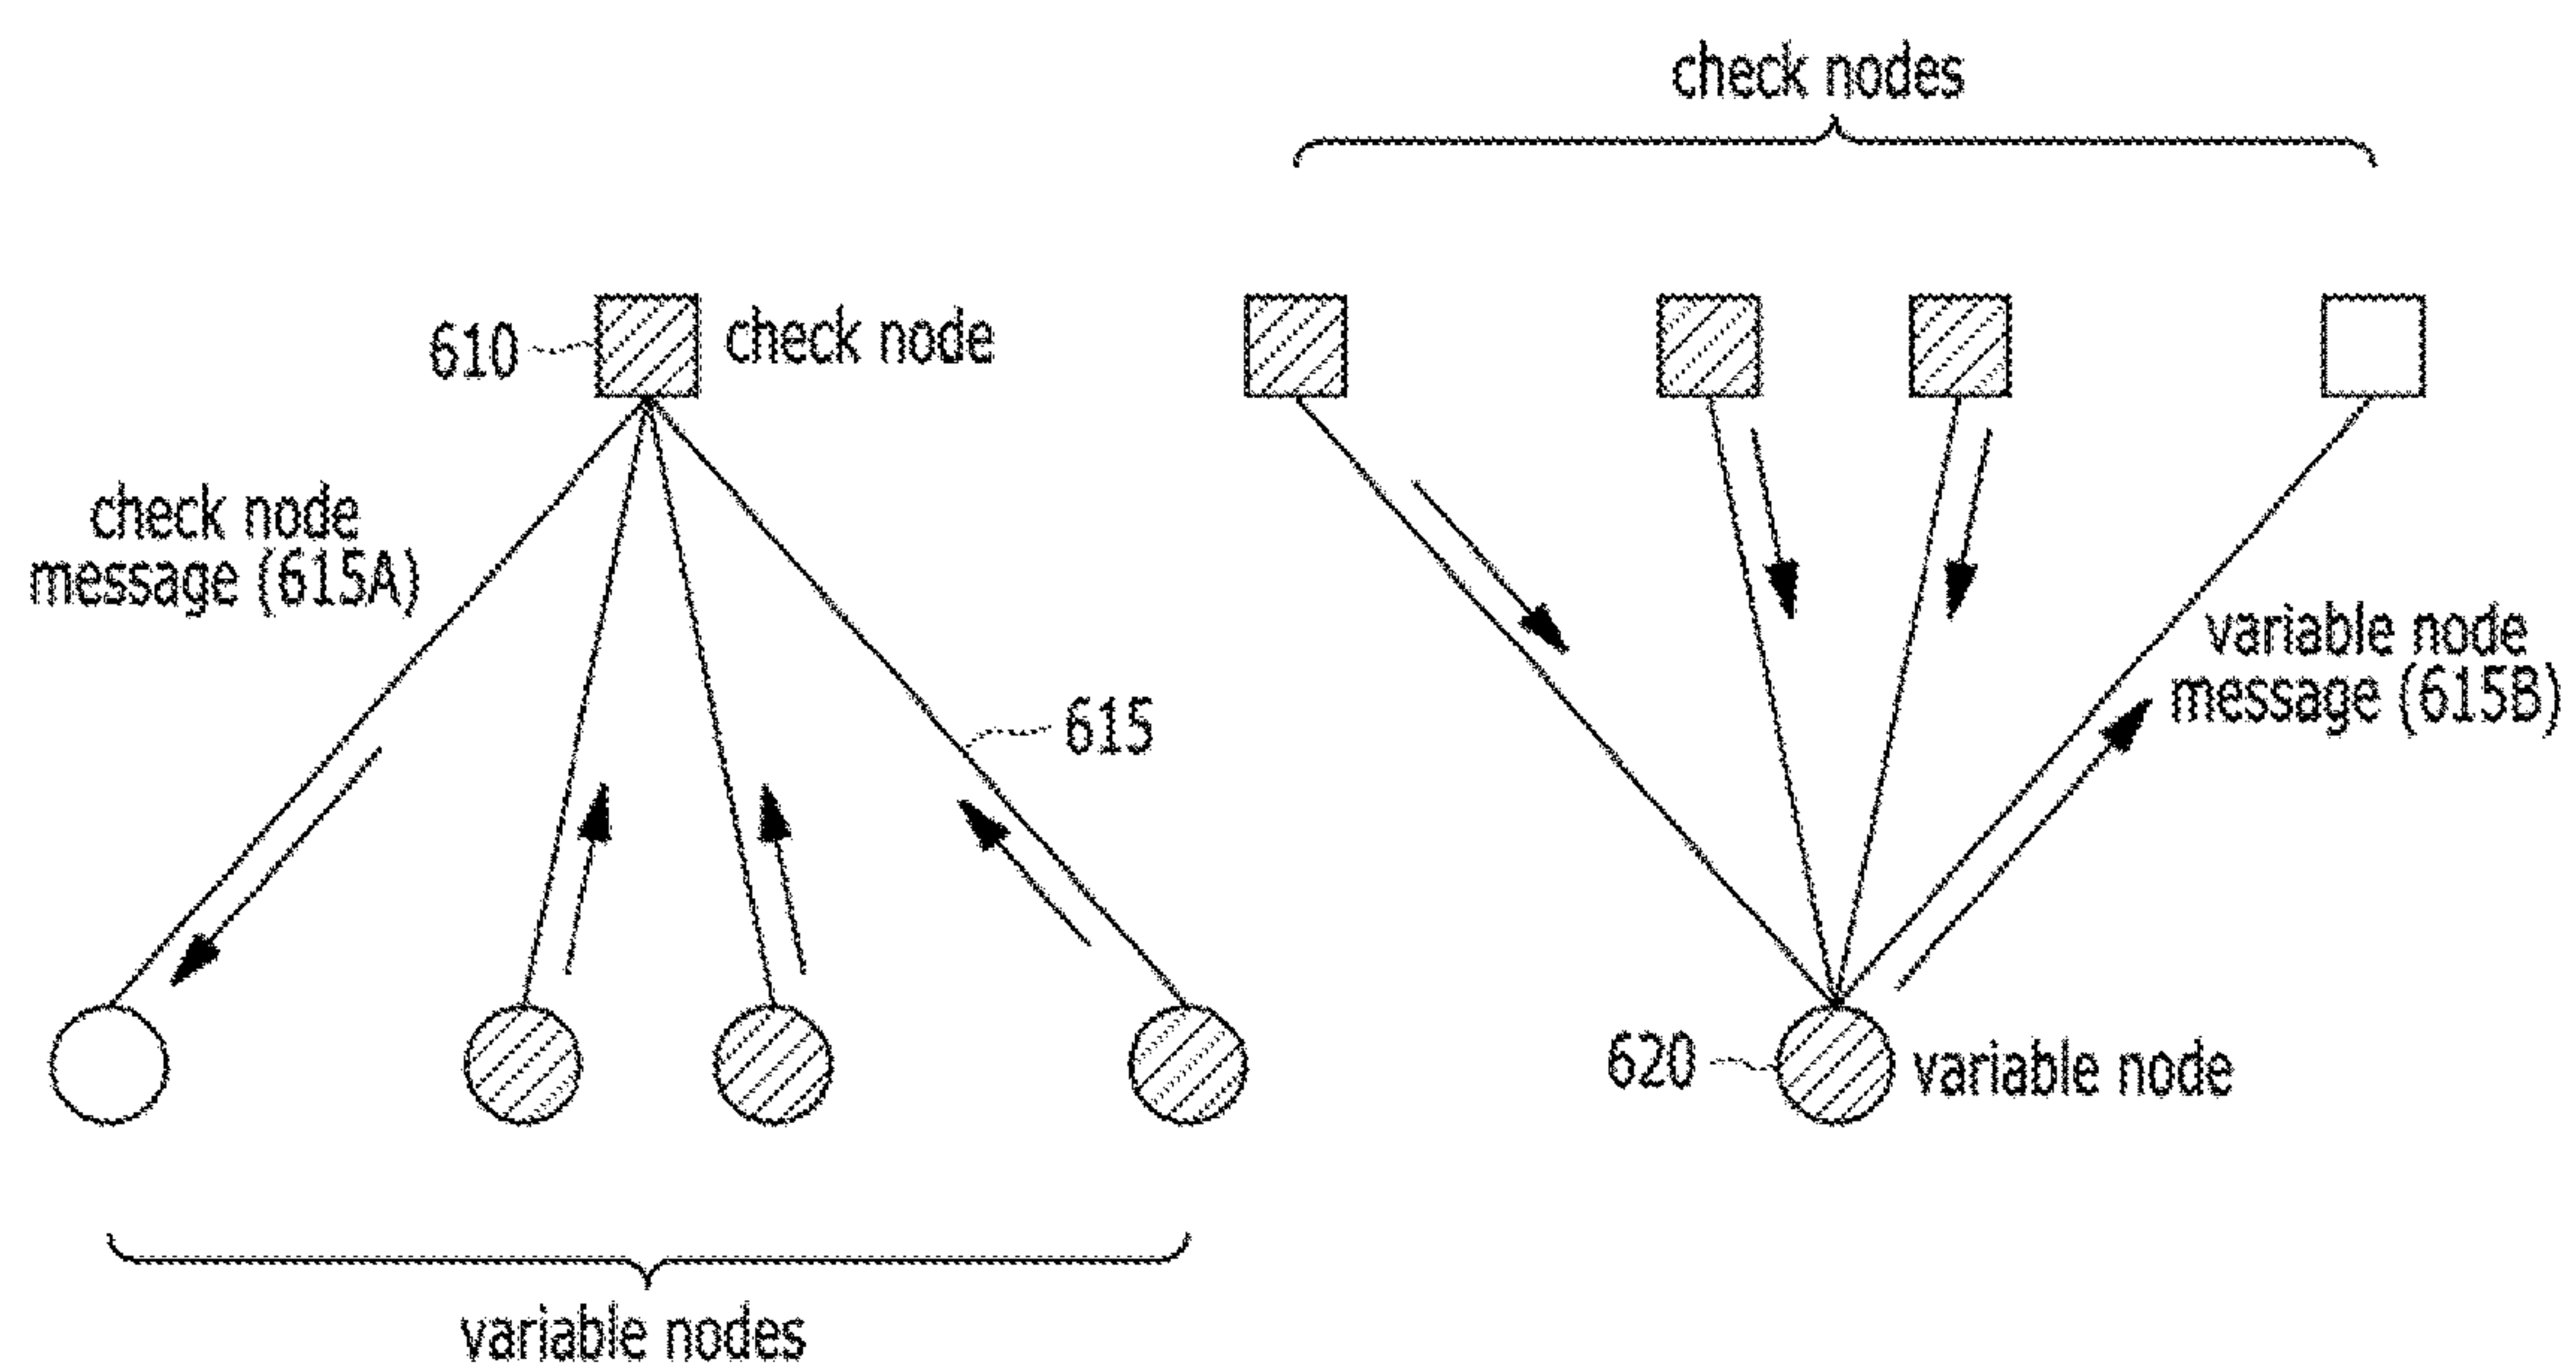 check nodes
610
check node
check node
message (615A)
615
variable node
message (615B)
620
variable node
variable nodes